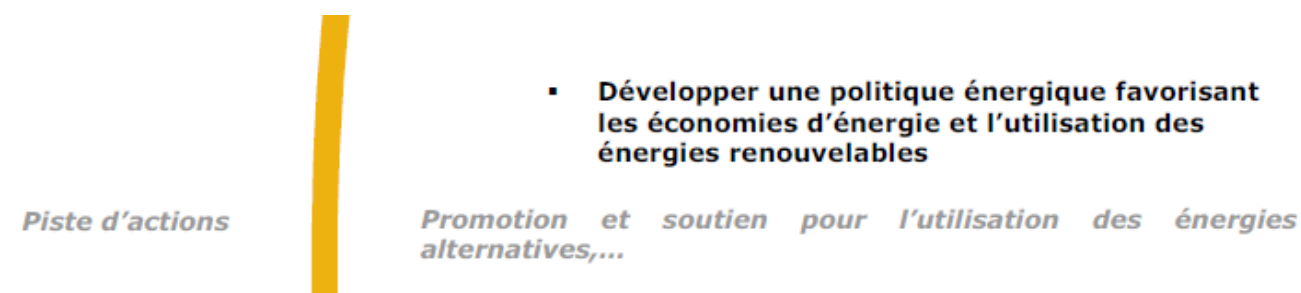 ▪ Développer une politique énergique favorisant
les économies d’énergie et l’utilisation des
énergies renouvelables
Piste d’actions
Promotion et soutien pour l’utilisation des énergies
alternatives,…